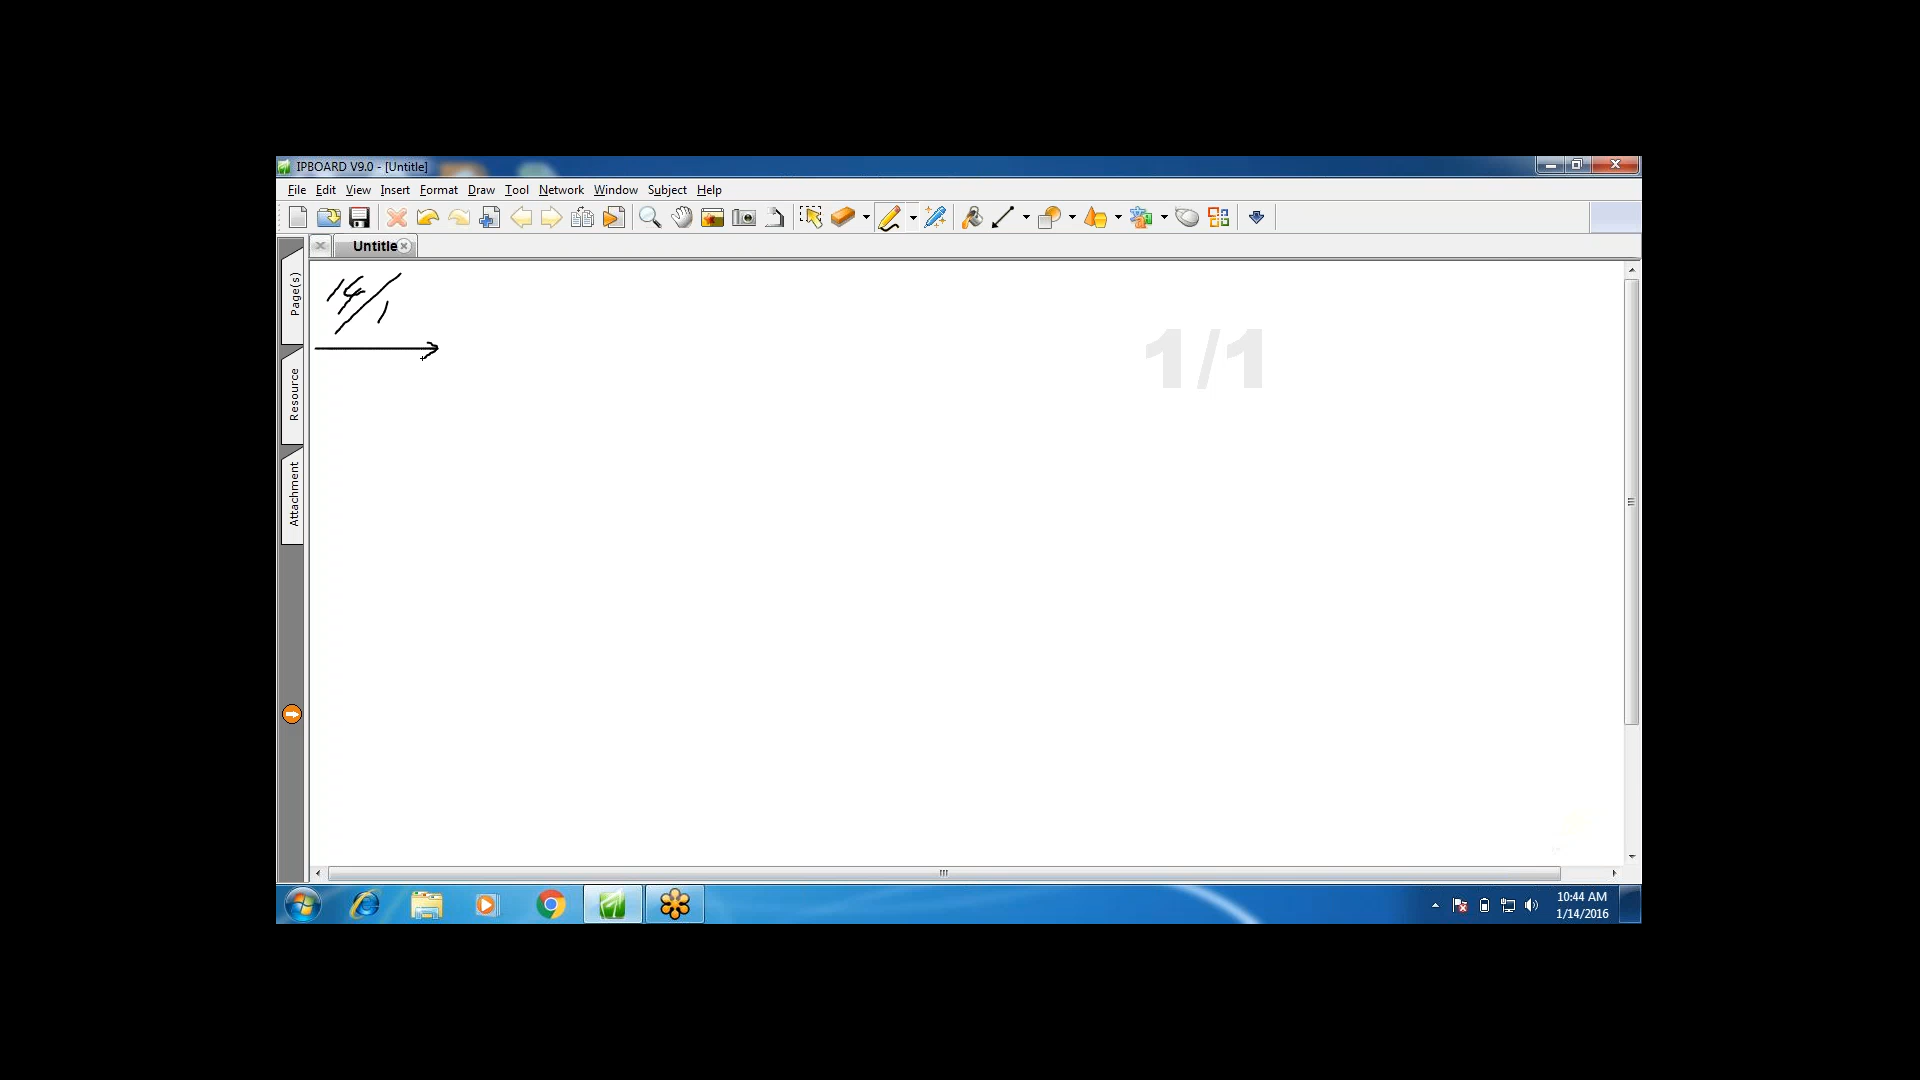 IPBOARD V9.0 - [Untitle]
File Edit View Insert Format Draw Tool Network Window Subject Help
Untitle
Page(s)
Resource
Attachment
14/1
1/1
10:44 AM
1/14/2016